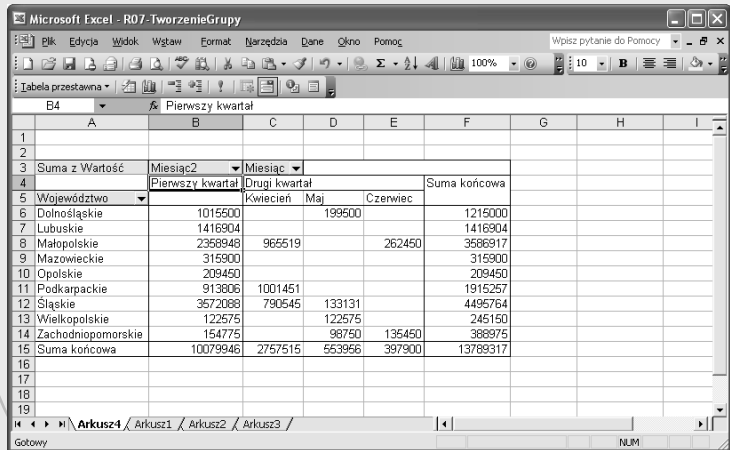 Microsoft Excel - R07-TworzenieGrupy
Plik Edycja Widok Wstaw Format Narzędzia Dane Okno Pomoc Wpisz pytanie do Pomocy
100% 10 B
Tabela przestawna
B4 fx Pierwszy kwartał
A B C D E F G H I
1
2
3 Suma z Wartość Miesiąc2 Miesiąc
4 Pierwszy kwartał Drugi kwartał Suma końcowa
5 Województwo Kwiecień Maj Czerwiec
6 Dolnośląskie 1015500 199500 1215000
7 Lubuskie 1416904 1416904
8 Małopolskie 2358948 965519 262450 3586917
9 Mazowieckie 315900 315900
10 Opolskie 209450 209450
11 Podkarpackie 913806 1001451 1915257
12 Śląskie 3572088 790545 133131 4495764
13 Wielkopolskie 122575 122575 245150
14 Zachodniopomorskie 154775 98750 135450 388975
15 Suma końcowa 10079946 2757515 553956 397900 13789317
16
17
18
19
Arkusz4 Arkusz1 Arkusz2 Arkusz3
Gotowy NUM